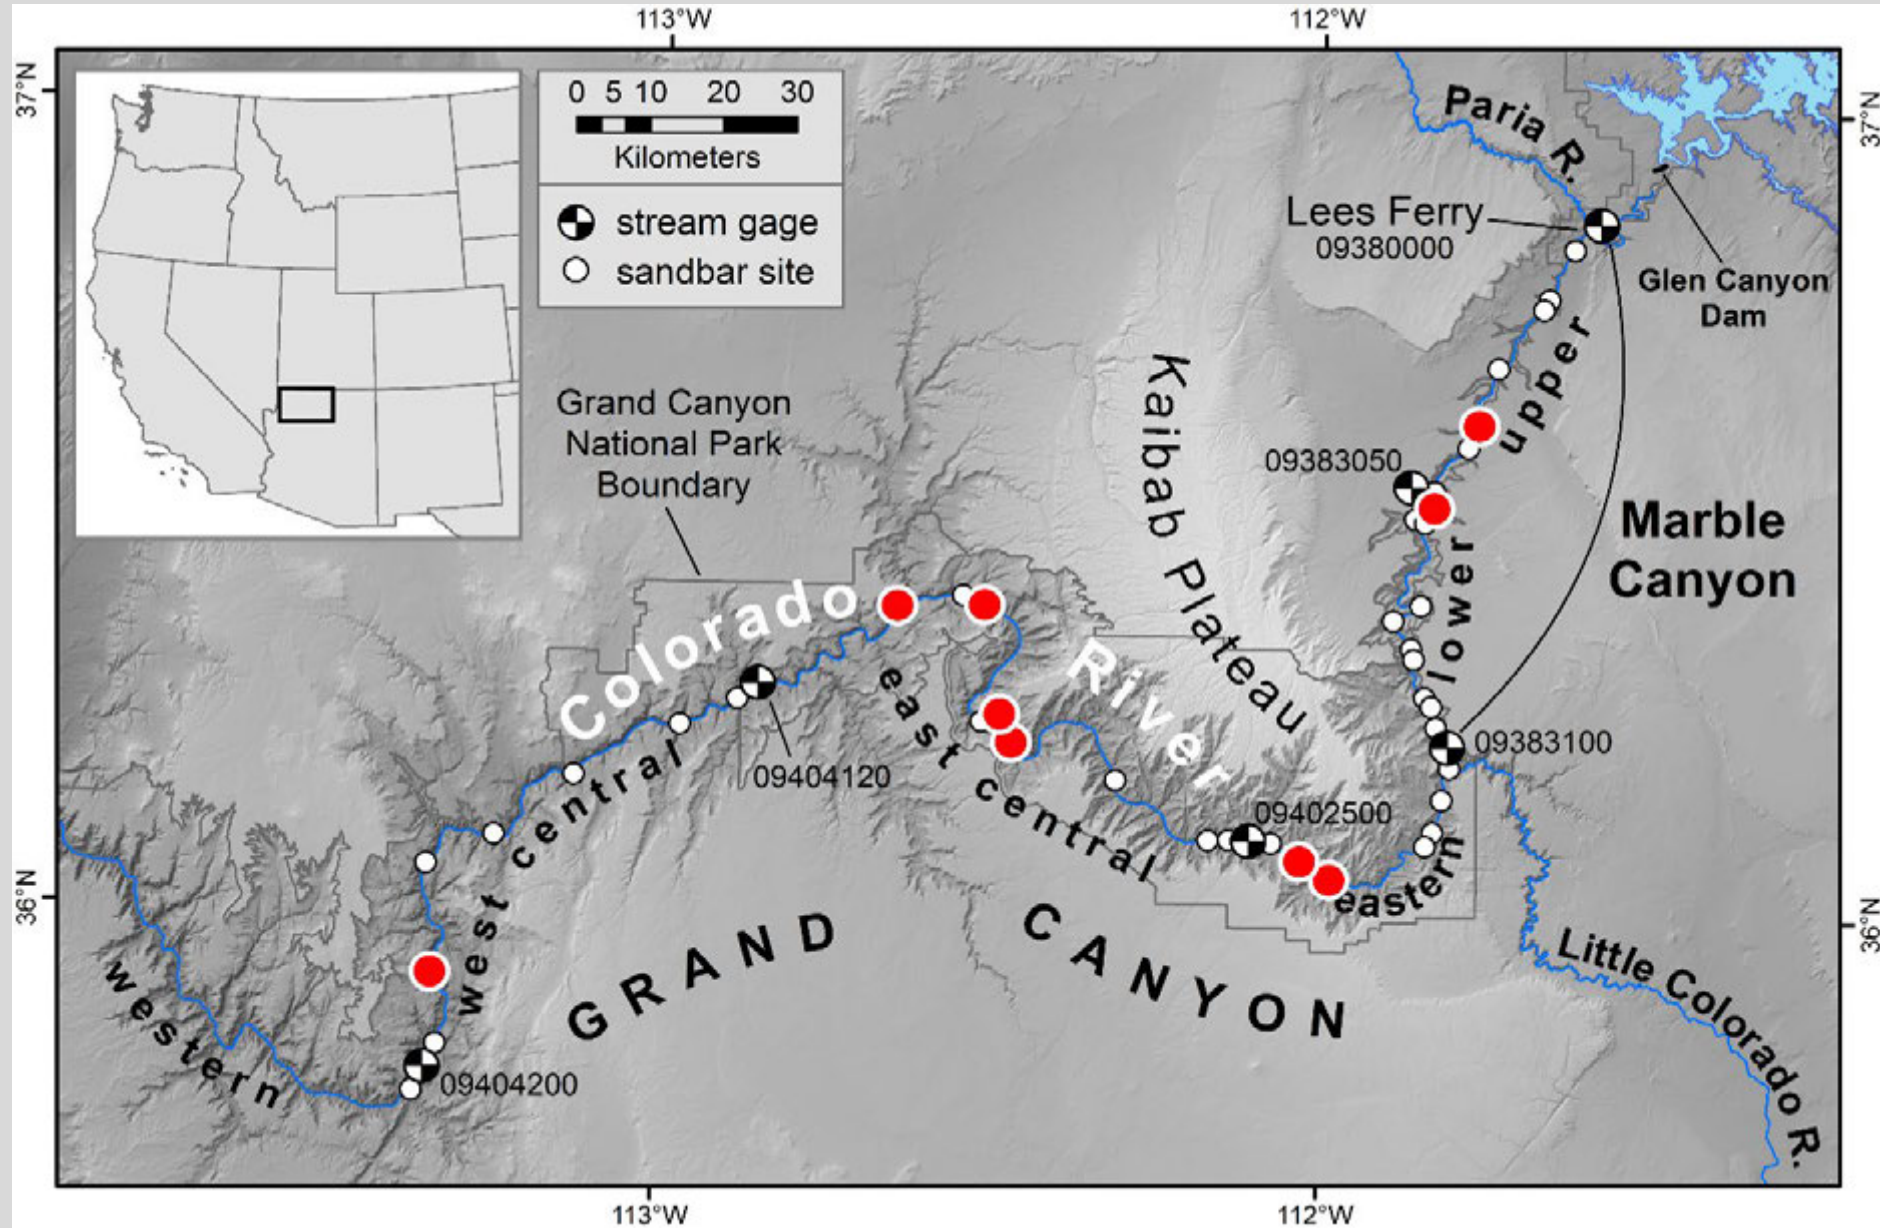 113°W
112°W
37°N
37°N
0 5 10 20 30
Kilometers
stream gage
sandbar site
Paria R.
Lees Ferry
09380000
Glen Canyon
Dam
upper
Kaibab Plateau
Grand Canyon
National Park
Boundary
09383050
Marble
Canyon
lower
Colorado
River
east central
09383100
09404120
west central
09402500
eastern
36°N
36°N
GRAND
CANYON
Little Colorado R.
western
09404200
113°W
112°W